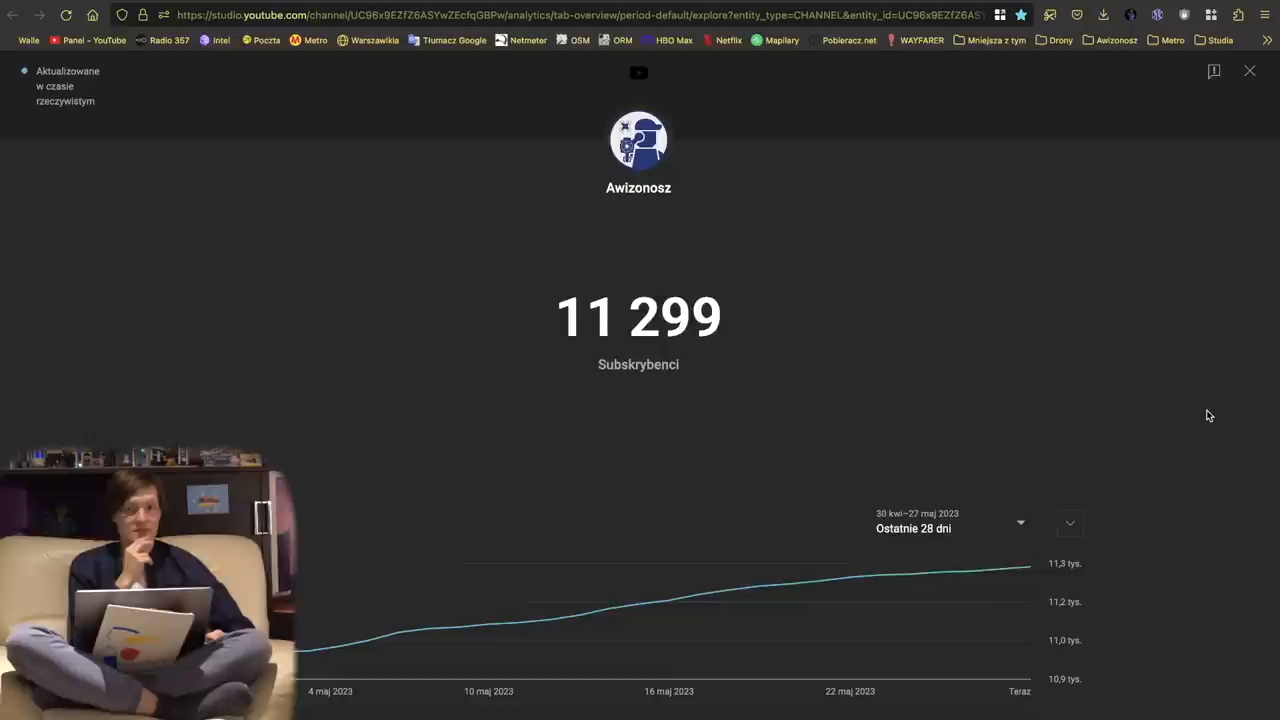 https://studio.youtube.com/channel/UC96x9EZfZ6ASYwZEcfqGBPw/analytics/tab-overview/period-default/explore?entity_type=CHANNEL&entity_id=UC96x9EZfZ6ASY
Walle Panel - YouTube Radio 357 Intel Poczta Metro Warszawikia Tłumacz Google Netmeter OSM ORM HBO Max Netflix Mapilary Pobieracz.net WAYFARER Mniejsza z tym Drony Awizonosz Metro Studia
Aktualizowane
w czasie
rzeczywistym
Awizonosz
11 299
Subskrybenci
30 kwi–27 maj 2023
Ostatnie 28 dni
11,3 tys.
11,2 tys.
11,0 tys.
10,9 tys.
4 maj 2023 10 maj 2023 16 maj 2023 22 maj 2023 Teraz